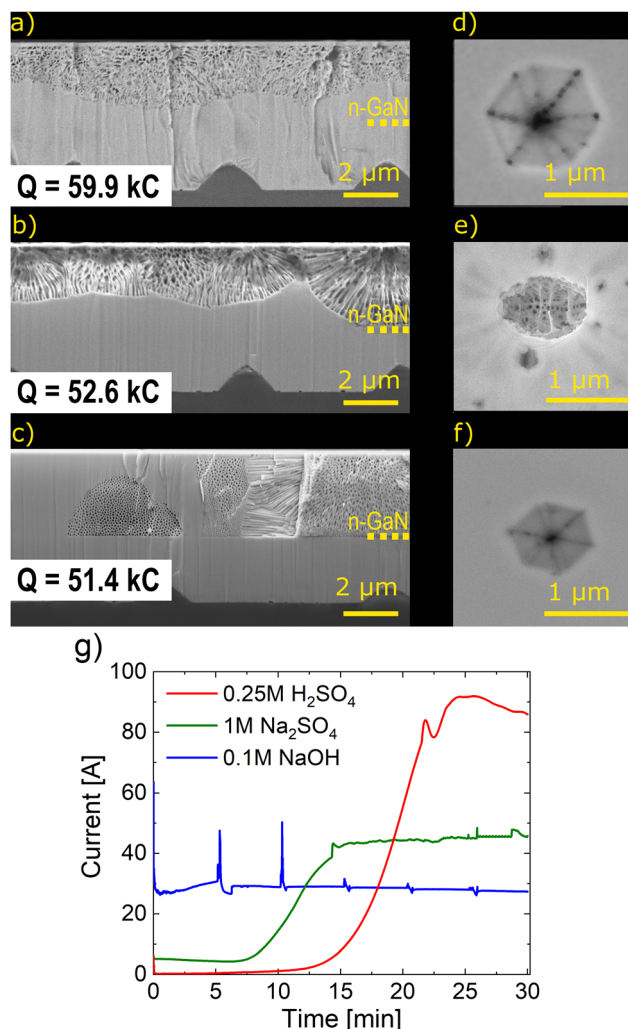 a)
n-GaN
Q = 59.9 kC
2 μm
d)
1 μm
b)
n-GaN
Q = 52.6 kC
2 μm
e)
1 μm
c)
n-GaN
Q = 51.4 kC
2 μm
f)
1 μm
g)
100
80
60
40
20
0
Current [A]
0.25M H₂SO₄
1M Na₂SO₄
0.1M NaOH
0 5 10 15 20 25 30
Time [min]